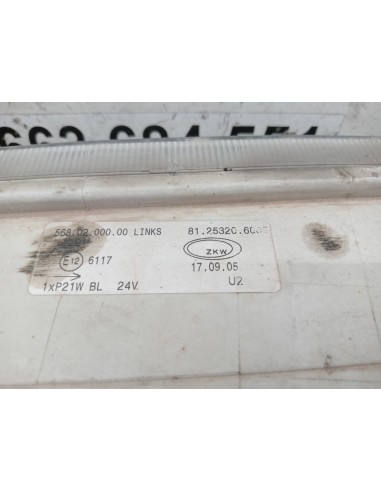 568.02.000.00 LINKS 81.25320.6
ZKW
E12 6117 17.09.05
1xP21W BL 24V U2